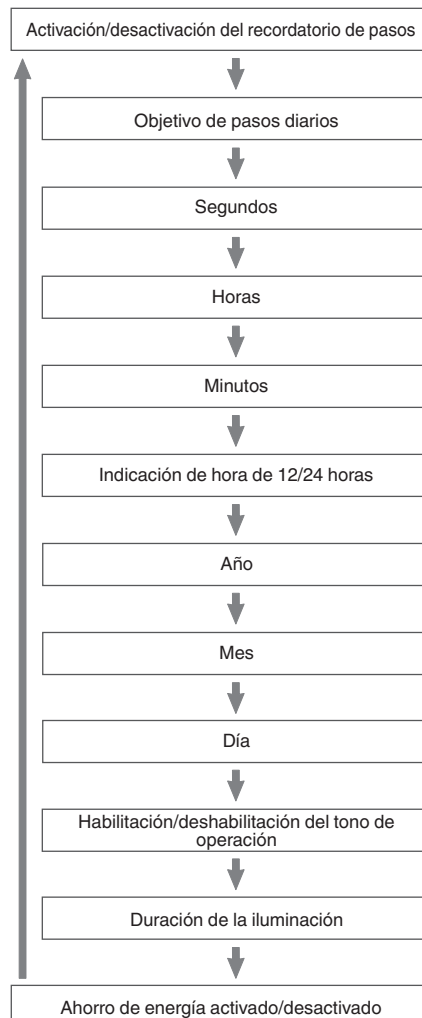 Activación/desactivación del recordatorio de pasos
Objetivo de pasos diarios
Segundos
Horas
Minutos
Indicación de hora de 12/24 horas
Año
Mes
Día
Habilitación/deshabilitación del tono de
operación
Duración de la iluminación
Ahorro de energía activado/desactivado